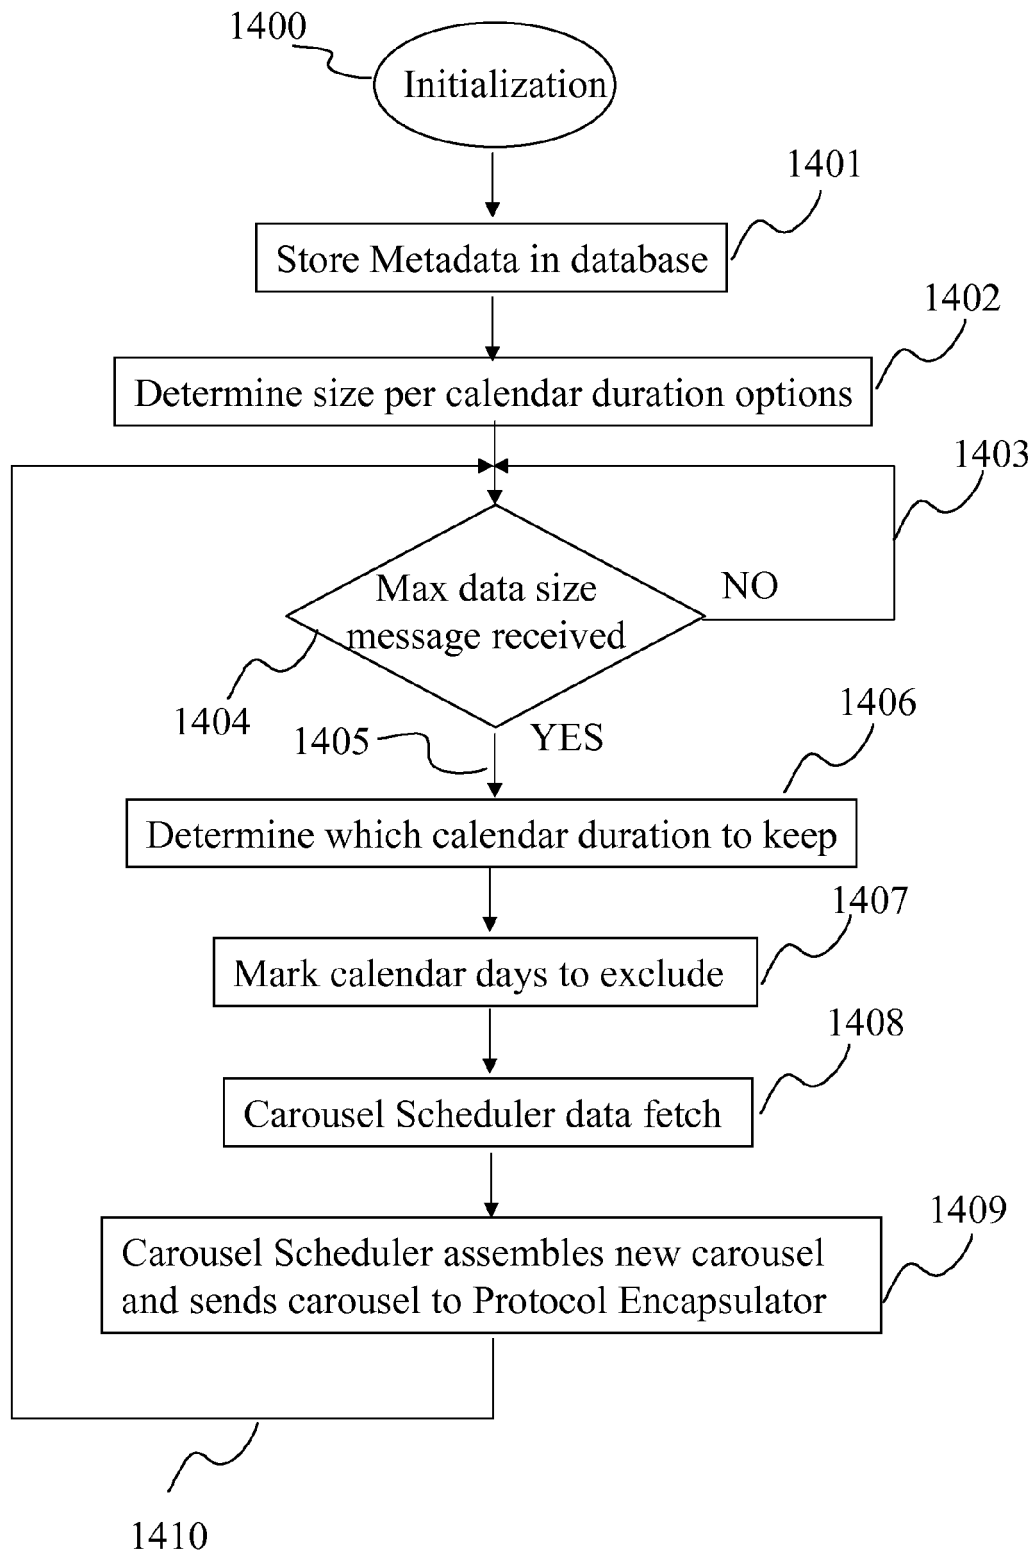 1400
Initialization
1401
Store Metadata in database
1402
Determine size per calendar duration options
1403
Max data size
message received
NO
1404
1405
YES
1406
Determine which calendar duration to keep
1407
Mark calendar days to exclude
1408
Carousel Scheduler data fetch
1409
Carousel Scheduler assembles new carousel
and sends carousel to Protocol Encapsulator
1410